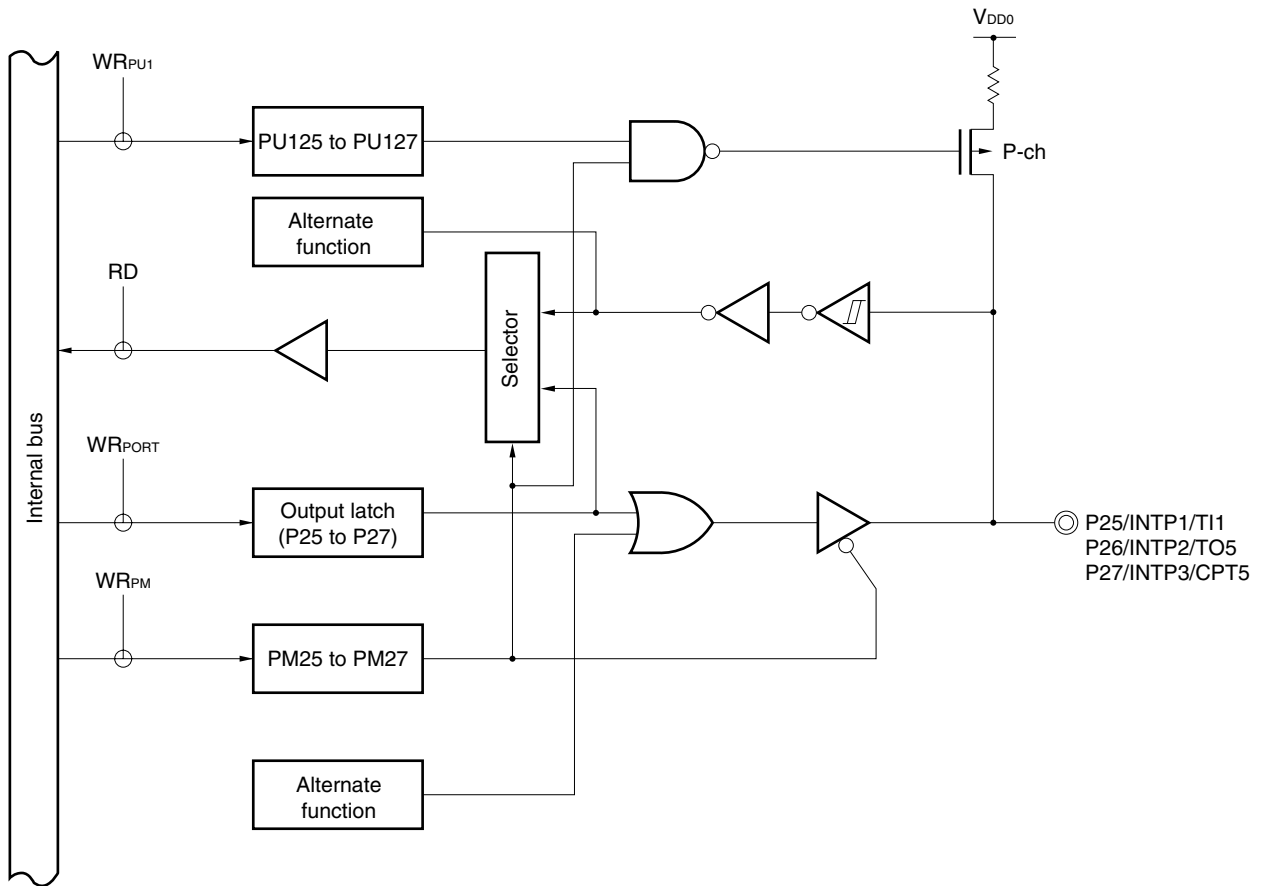 VDD0
WRPU1
PU125 to PU127
P-ch
Alternate
function
RD
Selector
Internal bus
WRPORT
Output latch
(P25 to P27)
P25/INTP1/TI1
P26/INTP2/TO5
P27/INTP3/CPT5
WRPM
PM25 to PM27
Alternate
function